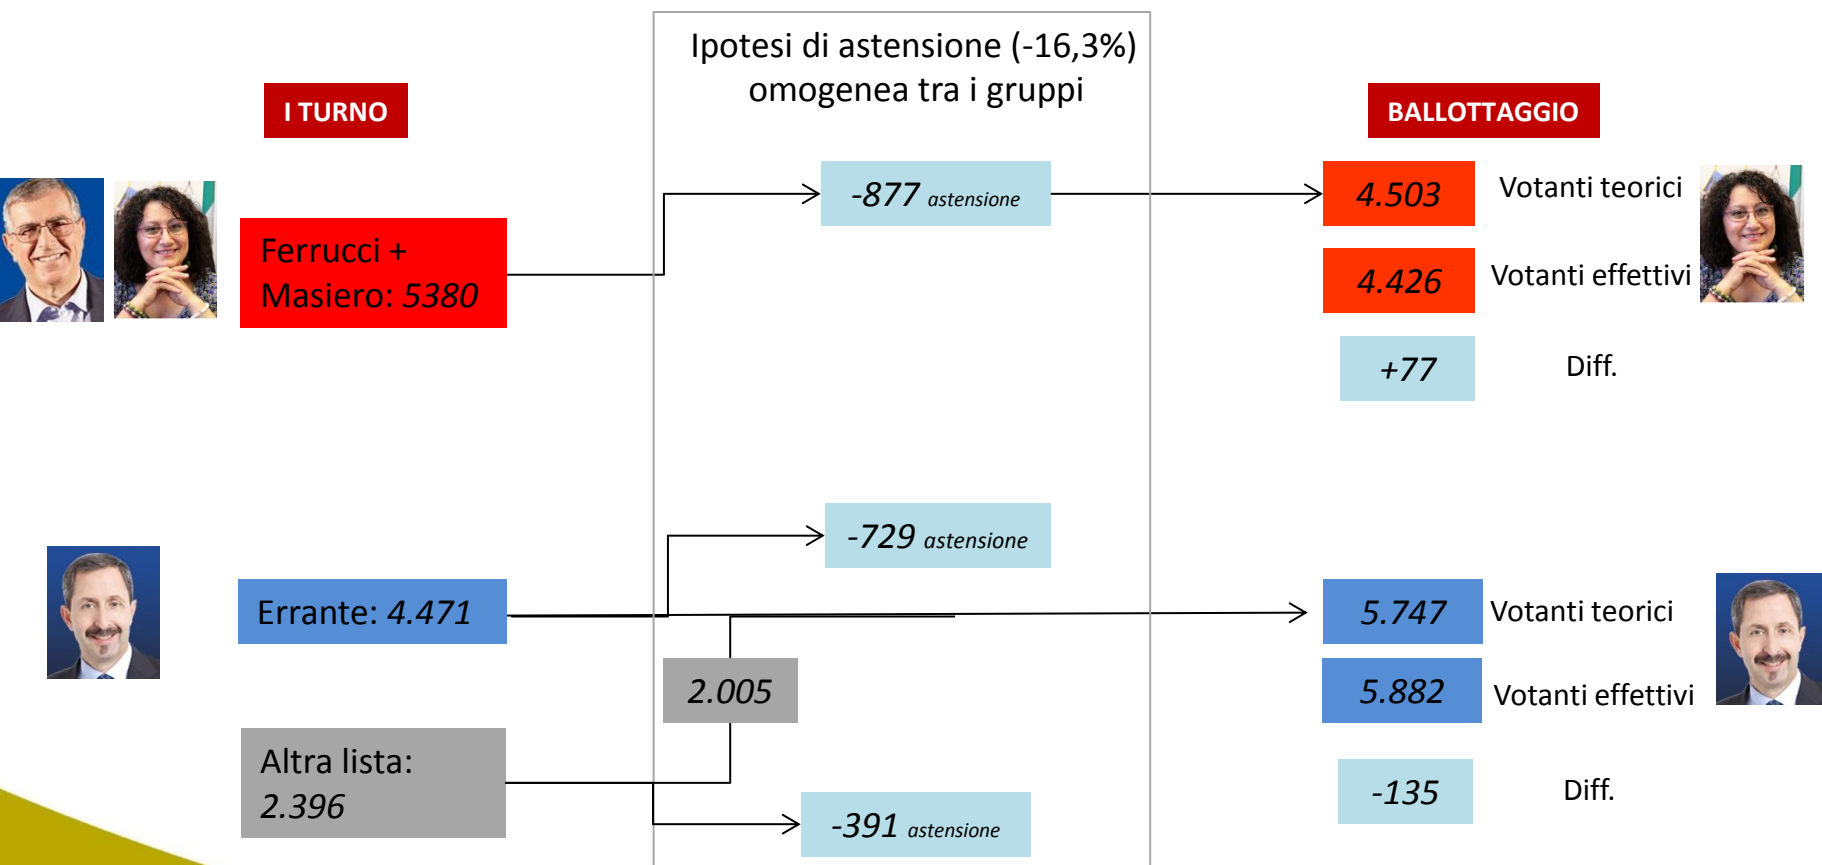 Ipotesi di astensione (-16,3%)
omogenea tra i gruppi
I TURNO
BALLOTTAGGIO
Ferrucci +
Masiero: 5380
-877 astensione
4.503
Votanti teorici
4.426
Votanti effettivi
+77
Diff.
-729 astensione
Errante: 4.471
5.747
Votanti teorici
2.005
5.882
Votanti effettivi
Altra lista:
2.396
-391 astensione
-135
Diff.